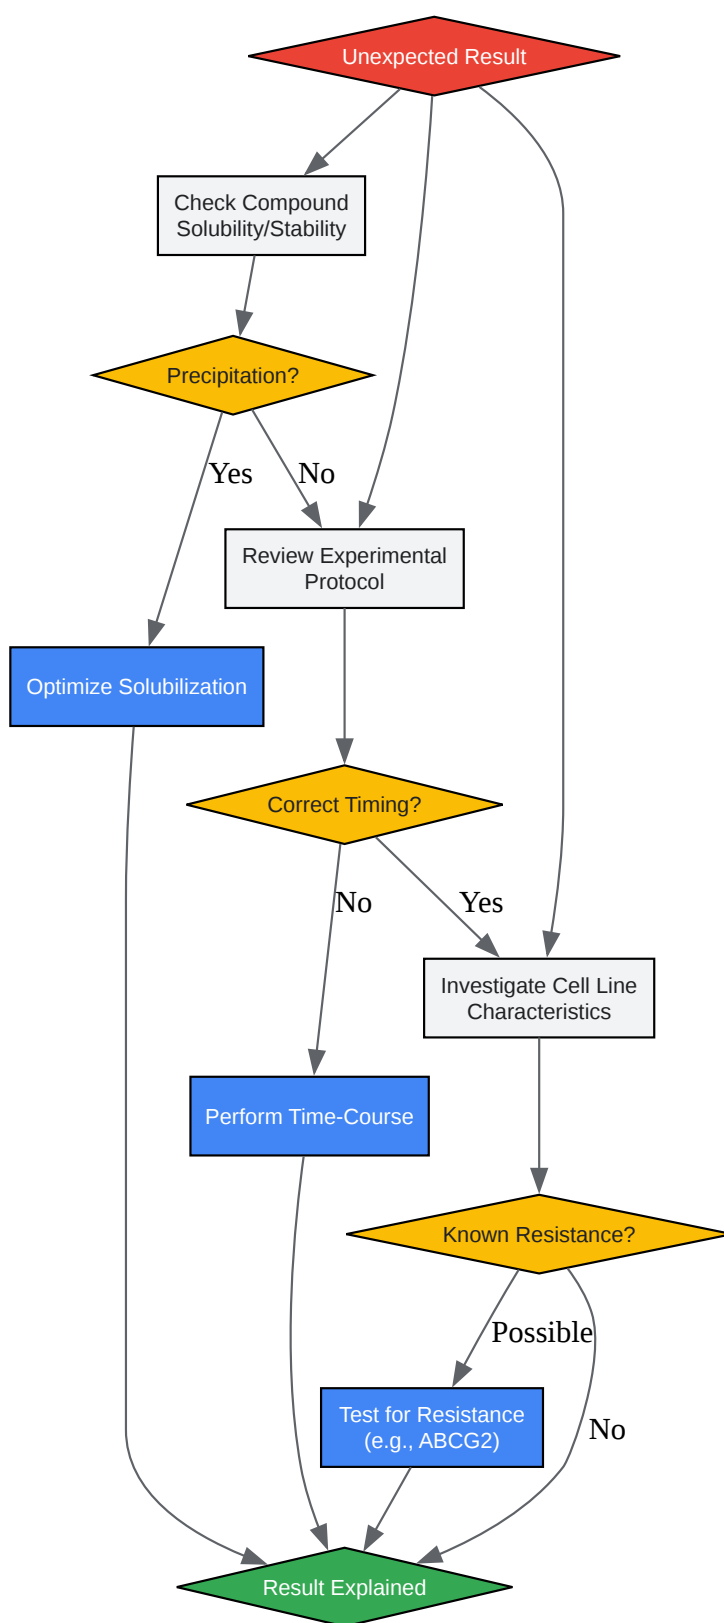 Unexpected Result
Check Compound
Solubility/Stability
Precipitation?
Yes
No
Review Experimental
Protocol
Optimize Solubilization
Correct Timing?
No
Yes
Investigate Cell Line
Characteristics
Perform Time-Course
Known Resistance?
Possible
Test for Resistance
(e.g., ABCG2)
No
Result Explained